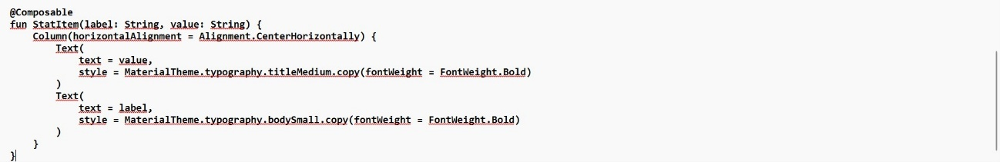 @Composable
fun StatItem(label: String, value: String) {
    Column(horizontalAlignment = Alignment.CenterHorizontally) {
        Text(
            text = value,
            style = MaterialTheme.typography.titleMedium.copy(fontWeight = FontWeight.Bold)
        )
        Text(
            text = label,
            style = MaterialTheme.typography.bodySmall.copy(fontWeight = FontWeight.Bold)
        )
    }
}